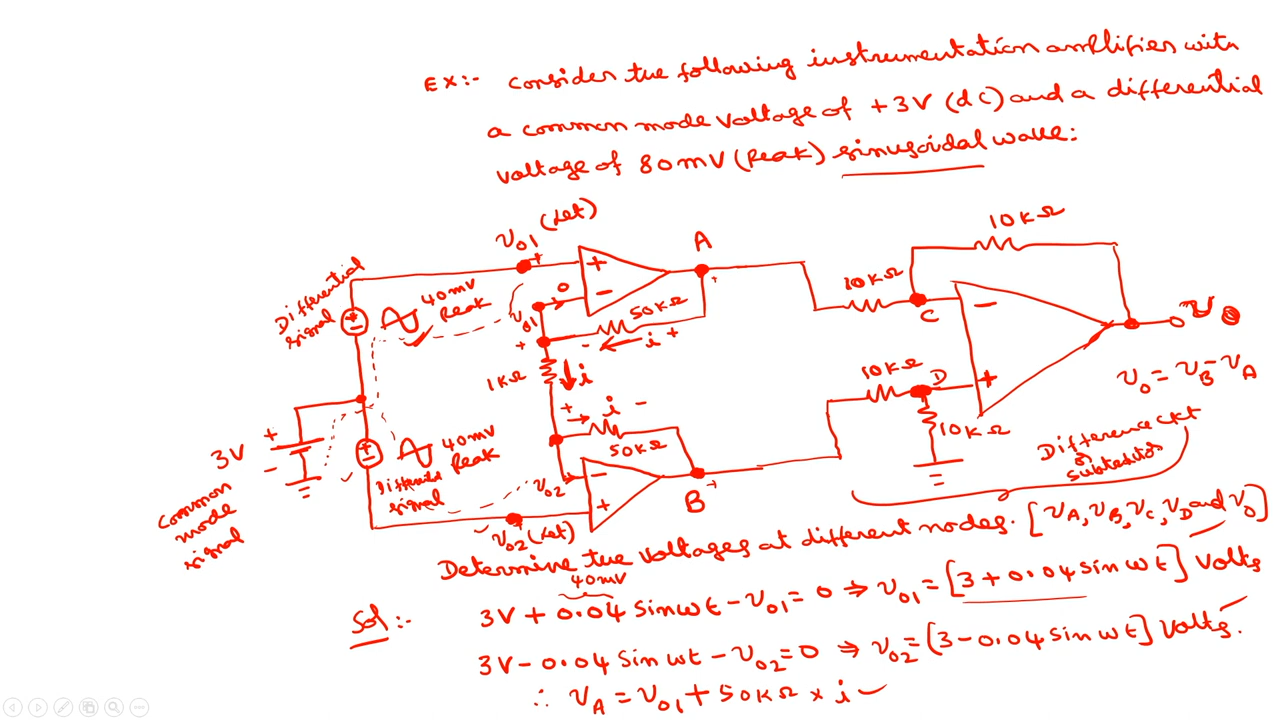 Ex:- Consider the following instrumentation amplifier with
a common mode voltage of +3V (dc) and a differential
voltage of 80mV (Peak) sinusoidal wave:
v01 (Let)
A
10kΩ
Differential
signal
40mV
Peak
+
-
0
v01
50kΩ
10kΩ
C
-
v0
+ - i +
1kΩ
i
10kΩ
D
+
v0 = vB - vA
+ i -
50kΩ
10kΩ
3V
+
-
40mV
Peak
Differential
signal
Difference ckt
or
subtractor
Common
mode
signal
v02
-
+
B
v02 (Let)
Determine the voltages at different nodes. [vA, vB, vC, vD and v0]
40mV
Sol:- 3V + 0.04 sinωt - v01 = 0 ⇒ v01 = [3 + 0.04 sin ωt] Volts
3V - 0.04 sin ωt - v02 = 0 ⇒ v02 = (3 - 0.04 sin ωt] Volts.
∴ vA = v01 + 50kΩ × i